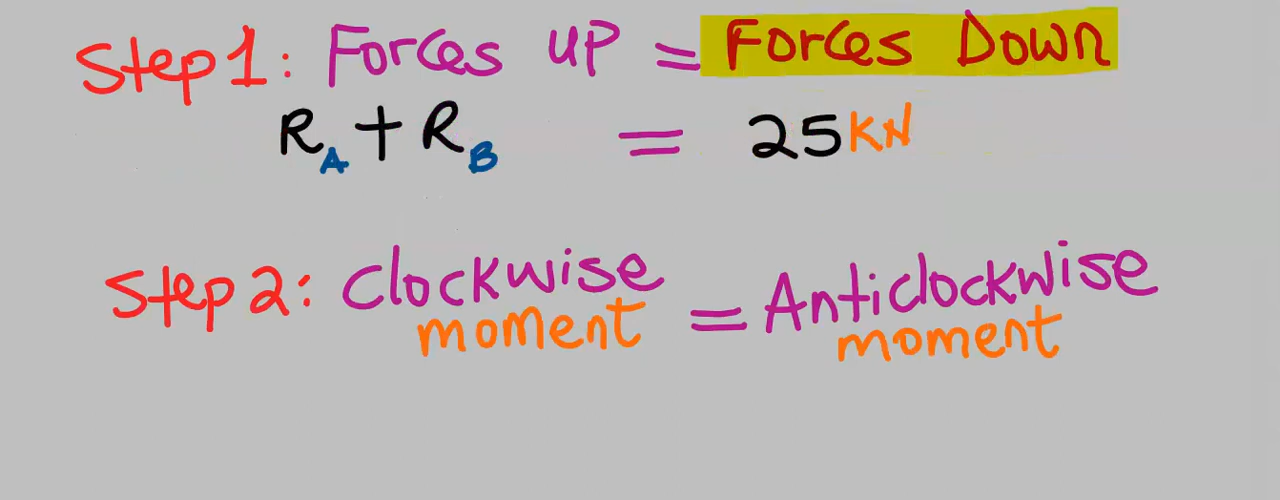 Step 1: Forces up = Forces Down
RA + RB = 25KN
Step 2: Clockwise moment = Anticlockwise moment